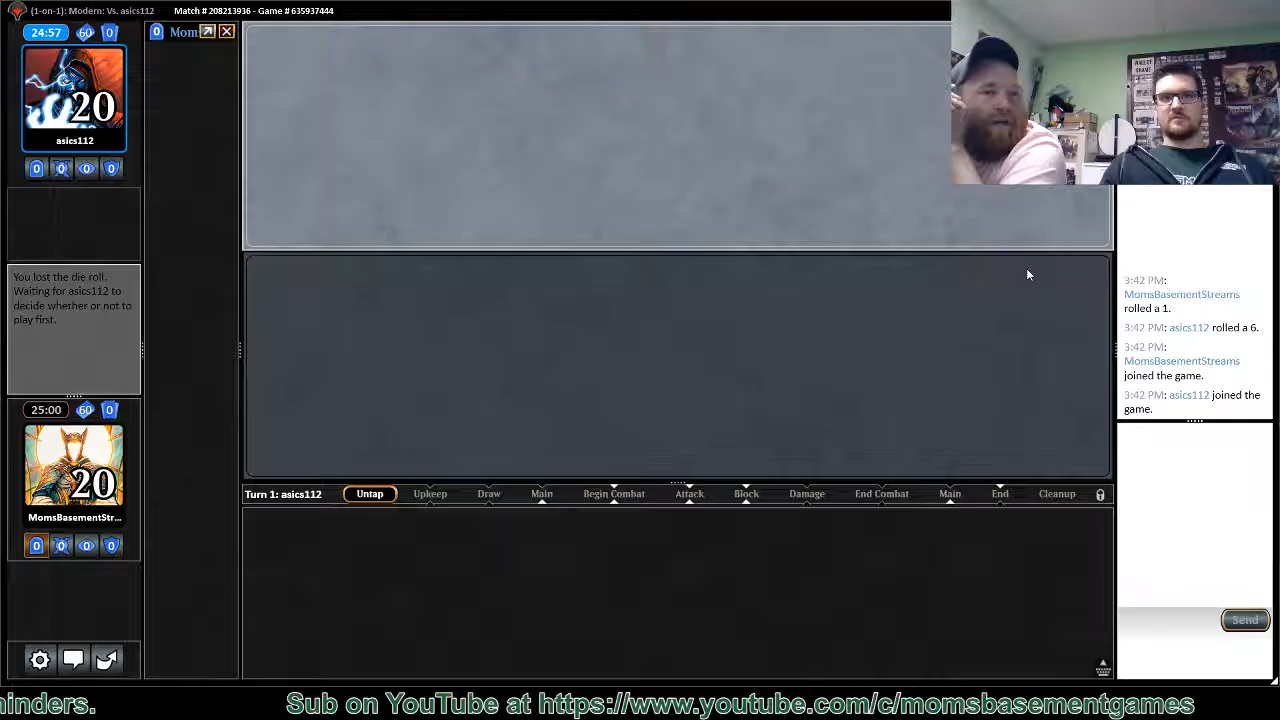 (1-on-1): Modern: Vs. asics112 Match # 208213936 - Game # 635937444
24:57 60 0
20
asics112
0 0 0 0
0 Mom
WALL OF SHAME
You lost the die roll.
Waiting for asics112 to
decide whether or not to
play first.
3:42 PM:
MomsBasementStreams
rolled a 1.
3:42 PM: asics112 rolled a 6.
3:42 PM:
MomsBasementStreams
joined the game.
3:42 PM: asics112 joined the
game.
25:00 60 0
20
MomsBasementStr...
0 0 0 0
Turn 1: asics112 Untap Upkeep Draw Main Begin Combat Attack Block Damage End Combat Main End Cleanup
Send
ninders. Sub on YouTube at https://www.youtube.com/c/momsbasementgames